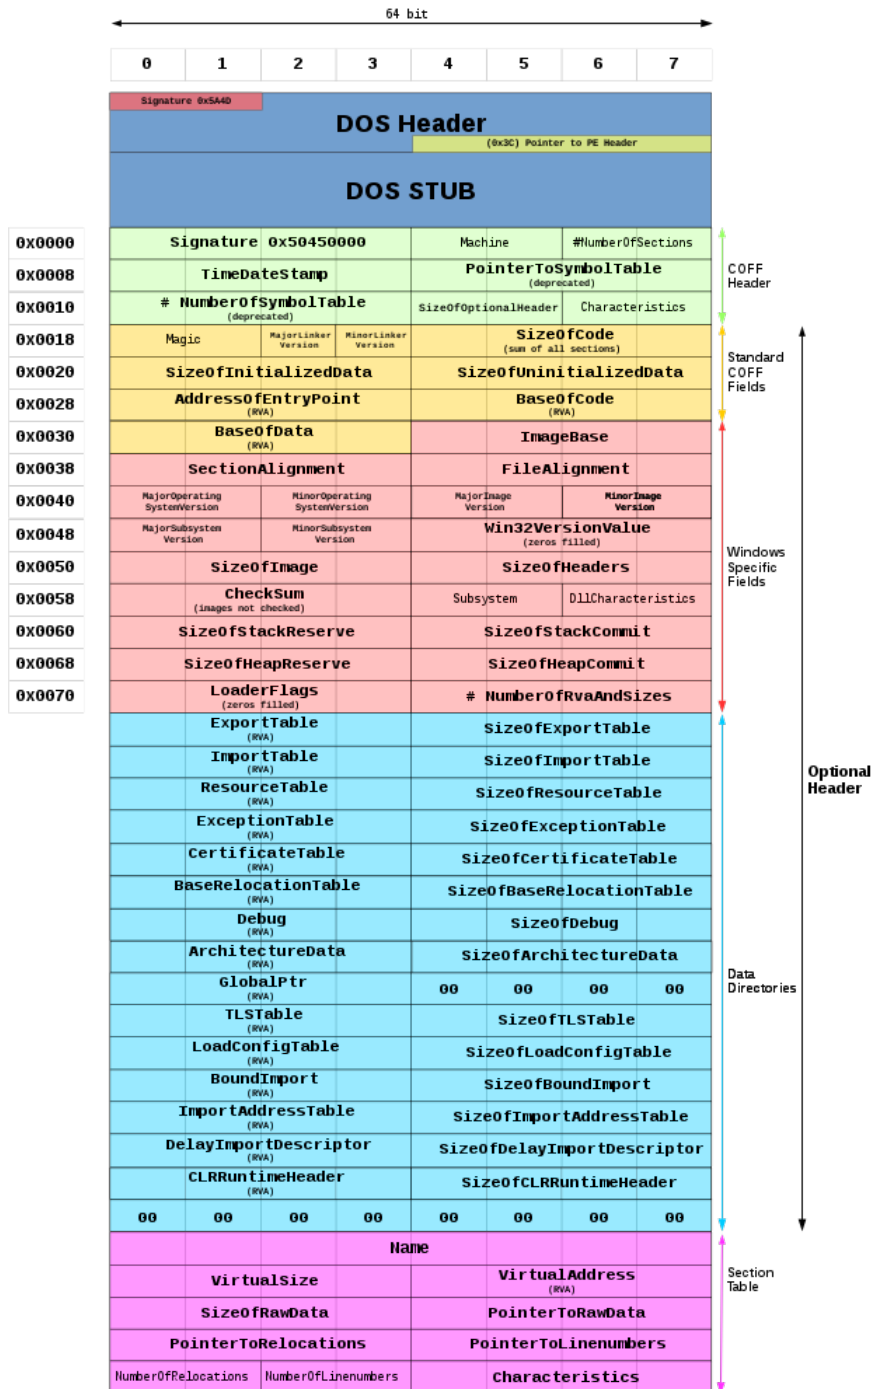 64 bit
0 1 2 3 4 5 6 7
Signature 0x5A4D
DOS Header
(0x3C) Pointer to PE Header
DOS STUB
0x0000 Signature 0x50450000 Machine #NumberOfSections
0x0008 TimeDateStamp PointerToSymbolTable
(deprecated)
COFF
Header
0x0010 # NumberOfSymbolTable SizeOfOptionalHeader Characteristics
(deprecated)
0x0018 Magic MajorLinker MinorLinker SizeOfCode
Version Version (sum of all sections)
Standard
COFF
Fields
0x0020 SizeOfInitializedData SizeOfUninitializedData
0x0028 AddressOfEntryPoint BaseOfCode
(RVA) (RVA)
0x0030 BaseOfData ImageBase
(RVA)
0x0038 SectionAlignment FileAlignment
0x0040 MajorOperating MinorOperating MajorImage MinorImage
SystemVersion SystemVersion Version Version
0x0048 MajorSubsystem MinorSubsystem Win32VersionValue
Version Version (zeros filled)
Windows
Specific
Fields
0x0050 SizeOfImage SizeOfHeaders
0x0058 CheckSum Subsystem DllCharacteristics
(images not checked)
0x0060 SizeOfStackReserve SizeOfStackCommit
0x0068 SizeOfHeapReserve SizeOfHeapCommit
0x0070 LoaderFlags # NumberOfRvaAndSizes
(zeros filled)
ExportTable SizeOfExportTable
(RVA)
ImportTable SizeOfImportTable
(RVA)
Optional
Header
ResourceTable SizeOfResourceTable
(RVA)
ExceptionTable SizeOfExceptionTable
(RVA)
CertificateTable SizeOfCertificateTable
(RVA)
BaseRelocationTable SizeOfBaseRelocationTable
(RVA)
Debug SizeOfDebug
(RVA)
ArchitectureData SizeOfArchitectureData
(RVA)
Data
Directories
GlobalPtr 00 00 00 00
(RVA)
TLSTable SizeOfTLSTable
(RVA)
LoadConfigTable SizeOfLoadConfigTable
(RVA)
BoundImport SizeOfBoundImport
(RVA)
ImportAddressTable SizeOfImportAddressTable
(RVA)
DelayImportDescriptor SizeOfDelayImportDescriptor
(RVA)
CLRRuntimeHeader SizeOfCLRRuntimeHeader
(RVA)
00 00 00 00 00 00 00 00
Name
Section
Table
VirtualSize VirtualAddress
(RVA)
SizeOfRawData PointerToRawData
PointerToRelocations PointerToLinenumbers
NumberOfRelocations NumberOfLinenumbers Characteristics